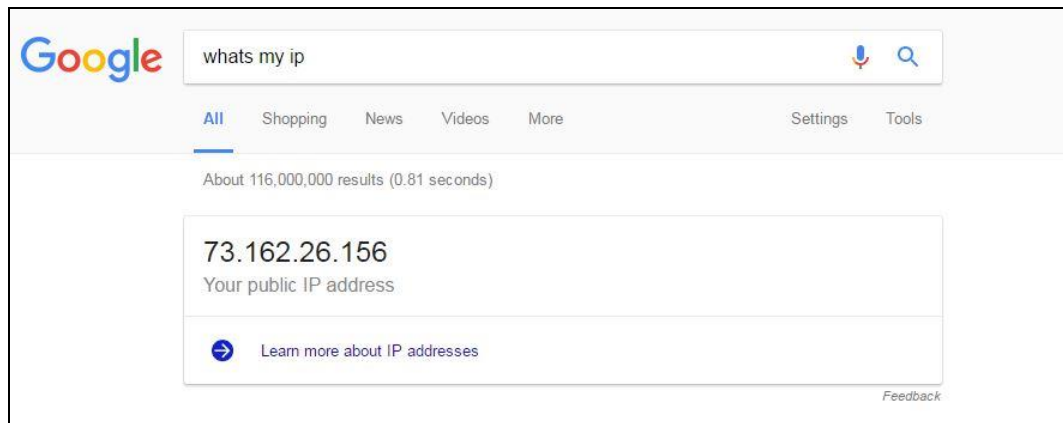 Google
whats my ip
All Shopping News Videos More Settings Tools
About 116,000,000 results (0.81 seconds)
73.162.26.156
Your public IP address
Learn more about IP addresses
Feedback